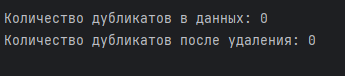 Количество дубликатов в данных: 0
Количество дубликатов после удаления: 0